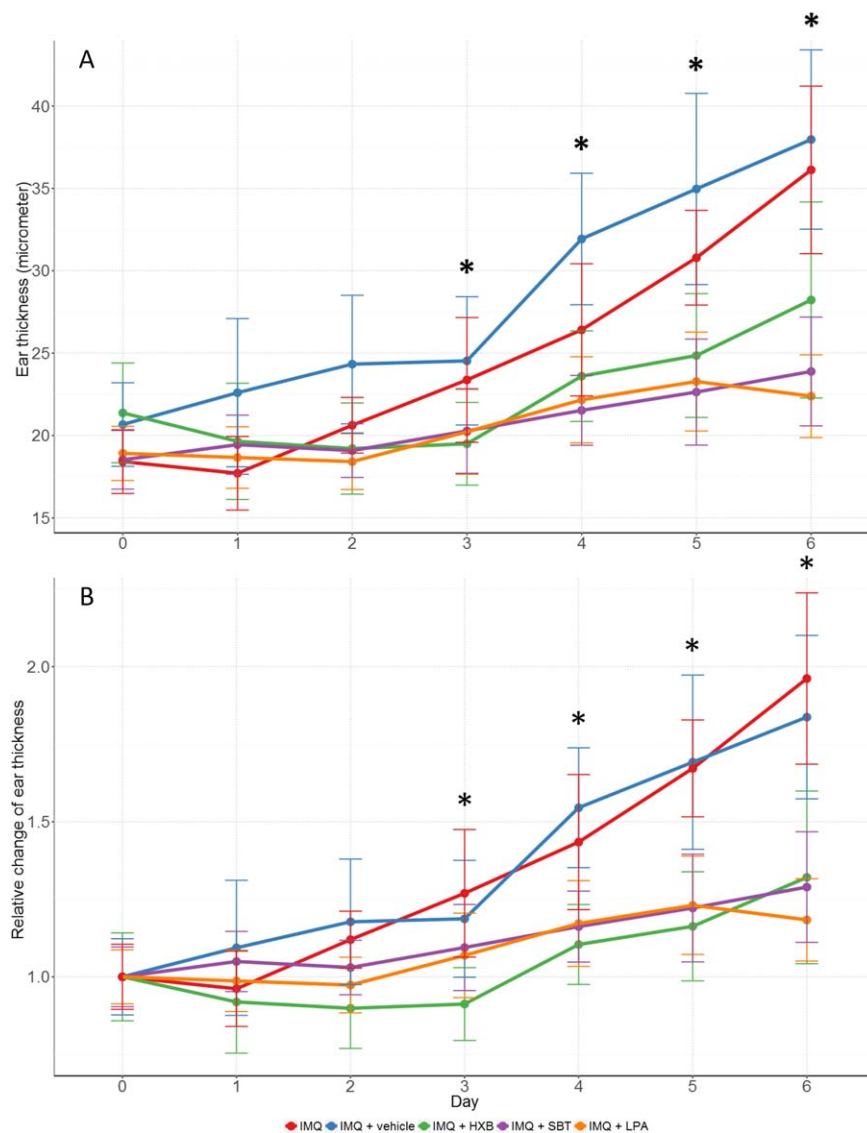 A
*
*
*
*
Ear thickness (micrometer)
40
35
30
25
20
15
0 1 2 3 4 5 6
B
*
*
*
*
Relative change of ear thickness
2.0
1.5
1.0
0 1 2 3 4 5 6
Day
IMQ IMQ + vehicle IMQ + HXB IMQ + SBT IMQ + LPA